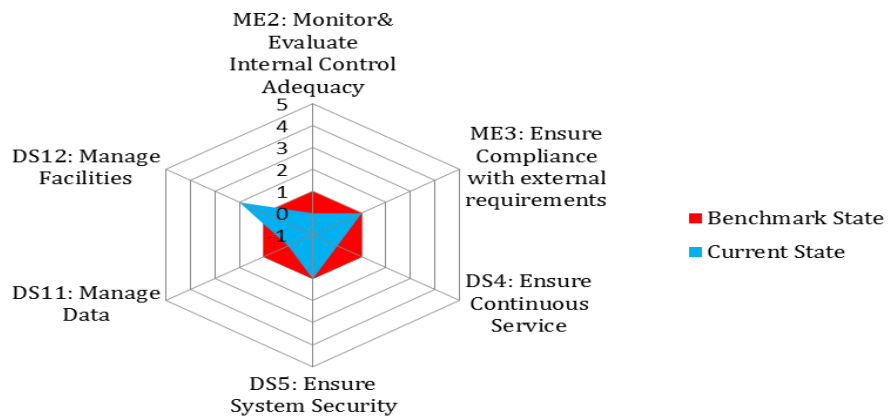 ME2: Monitor&
Evaluate
Internal Control
Adequacy
5
4
3
2
1
0
-1
ME3: Ensure
Compliance
with external
requirements
DS4: Ensure
Continuous
Service
DS5: Ensure
System Security
DS11: Manage
Data
DS12: Manage
Facilities
Benchmark State
Current State